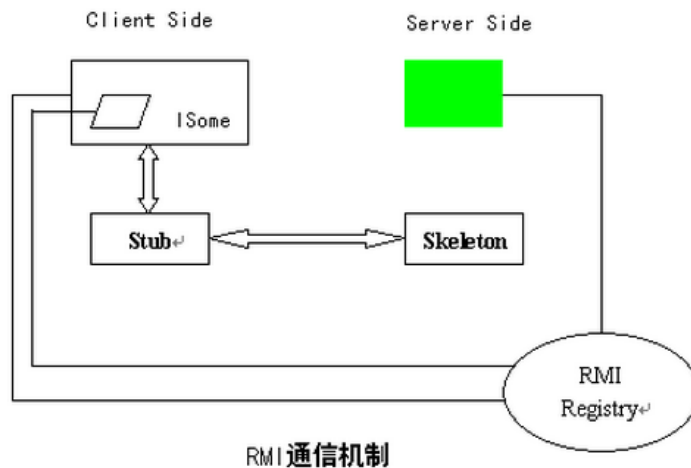 Client Side
Server Side
ISome
Stub↵
Skeleton
RMI
Registry↵
RMI通信机制